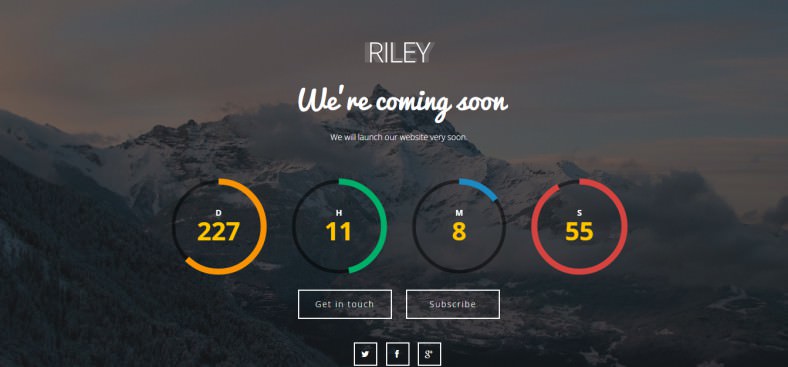 RILEY
We're coming soon
We will launch our website very soon.
D H M S
227 11 8 55
Get in touch Subscribe